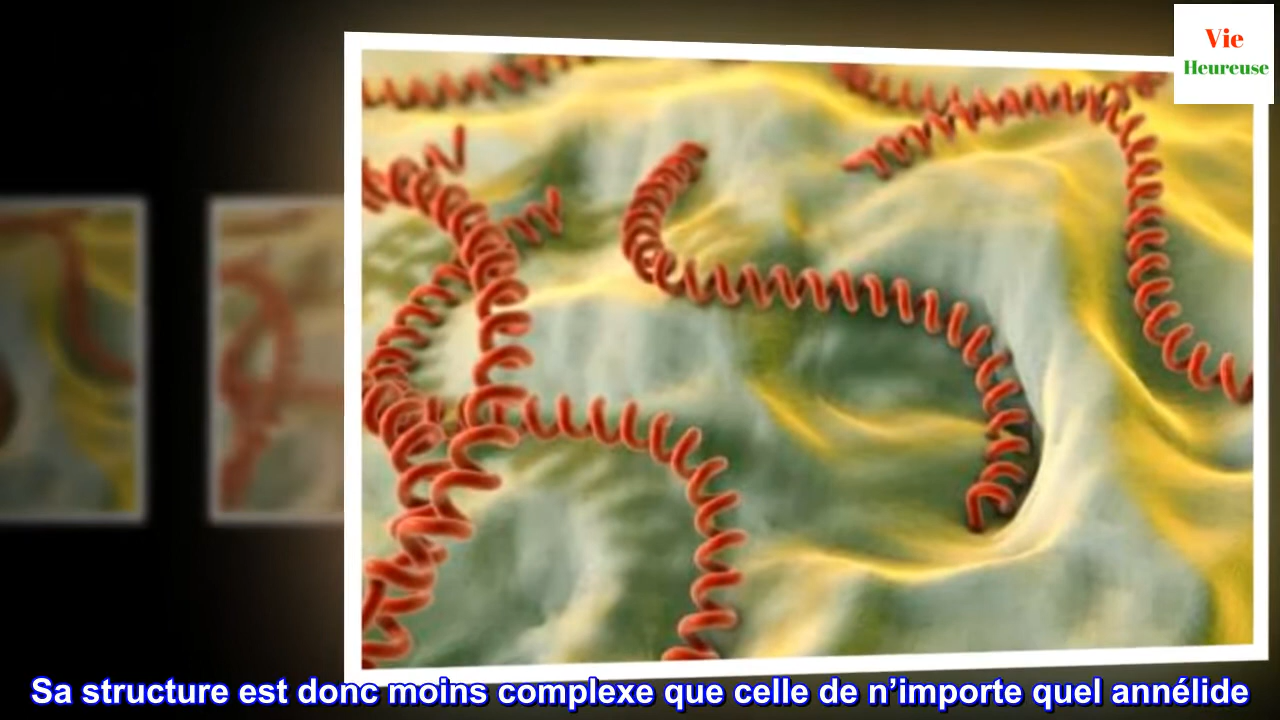 Vie
Heureuse
Sa structure est donc moins complexe que celle de n’importe quel annélide